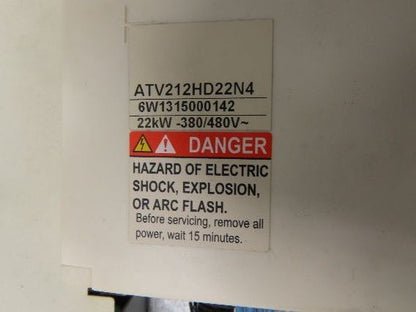 ATV212HD22N4
6W1315000142
22kW -380/480V~
DANGER
HAZARD OF ELECTRIC
SHOCK, EXPLOSION,
OR ARC FLASH.
Before servicing, remove all
power, wait 15 minutes.